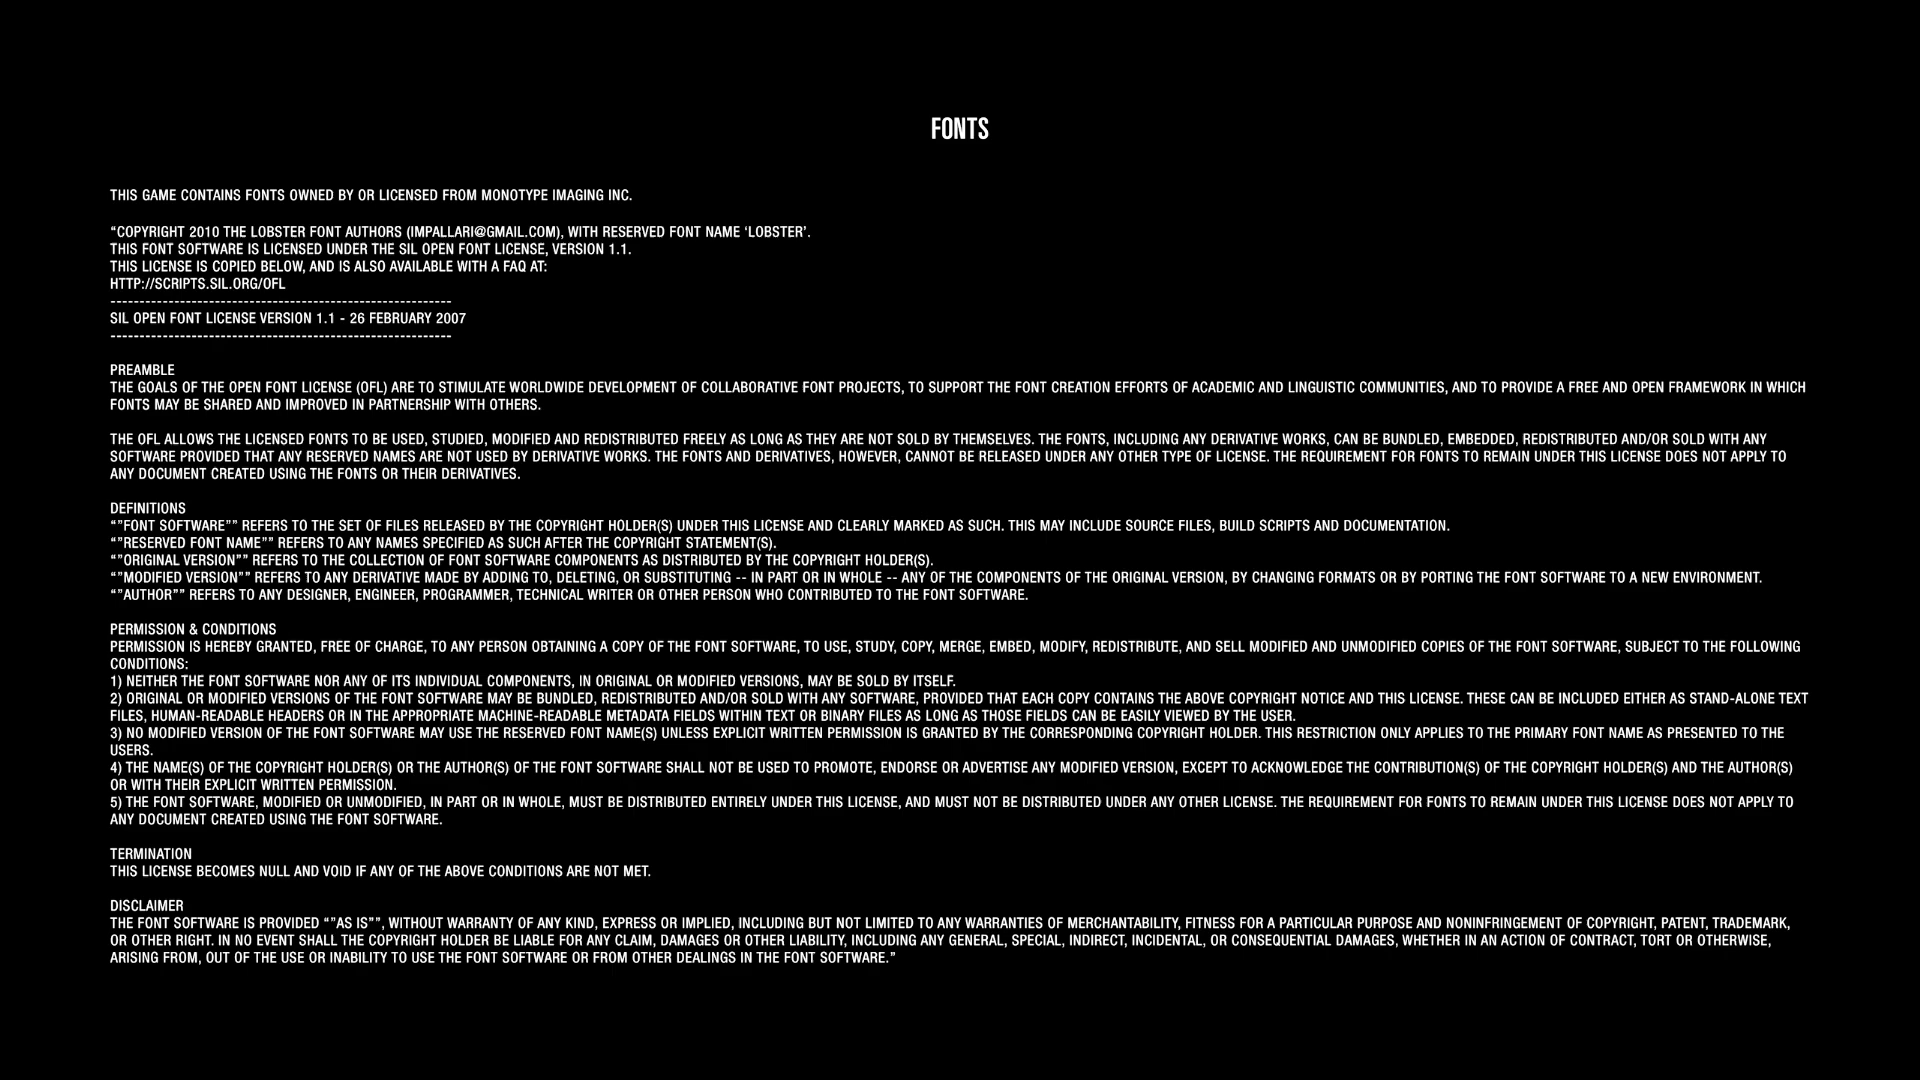 FONTS
THIS GAME CONTAINS FONTS OWNED BY OR LICENSED FROM MONOTYPE IMAGING INC.
“COPYRIGHT 2010 THE LOBSTER FONT AUTHORS (IMPALLARI@GMAIL.COM), WITH RESERVED FONT NAME ‘LOBSTER’.
THIS FONT SOFTWARE IS LICENSED UNDER THE SIL OPEN FONT LICENSE, VERSION 1.1.
THIS LICENSE IS COPIED BELOW, AND IS ALSO AVAILABLE WITH A FAQ AT:
HTTP://SCRIPTS.SIL.ORG/OFL
-----------------------------------------------------------
SIL OPEN FONT LICENSE VERSION 1.1 - 26 FEBRUARY 2007
-----------------------------------------------------------
PREAMBLE
THE GOALS OF THE OPEN FONT LICENSE (OFL) ARE TO STIMULATE WORLDWIDE DEVELOPMENT OF COLLABORATIVE FONT PROJECTS, TO SUPPORT THE FONT CREATION EFFORTS OF ACADEMIC AND LINGUISTIC COMMUNITIES, AND TO PROVIDE A FREE AND OPEN FRAMEWORK IN WHICH
FONTS MAY BE SHARED AND IMPROVED IN PARTNERSHIP WITH OTHERS.
THE OFL ALLOWS THE LICENSED FONTS TO BE USED, STUDIED, MODIFIED AND REDISTRIBUTED FREELY AS LONG AS THEY ARE NOT SOLD BY THEMSELVES. THE FONTS, INCLUDING ANY DERIVATIVE WORKS, CAN BE BUNDLED, EMBEDDED, REDISTRIBUTED AND/OR SOLD WITH ANY
SOFTWARE PROVIDED THAT ANY RESERVED NAMES ARE NOT USED BY DERIVATIVE WORKS. THE FONTS AND DERIVATIVES, HOWEVER, CANNOT BE RELEASED UNDER ANY OTHER TYPE OF LICENSE. THE REQUIREMENT FOR FONTS TO REMAIN UNDER THIS LICENSE DOES NOT APPLY TO
ANY DOCUMENT CREATED USING THE FONTS OR THEIR DERIVATIVES.
DEFINITIONS
“”FONT SOFTWARE”” REFERS TO THE SET OF FILES RELEASED BY THE COPYRIGHT HOLDER(S) UNDER THIS LICENSE AND CLEARLY MARKED AS SUCH. THIS MAY INCLUDE SOURCE FILES, BUILD SCRIPTS AND DOCUMENTATION.
“”RESERVED FONT NAME”” REFERS TO ANY NAMES SPECIFIED AS SUCH AFTER THE COPYRIGHT STATEMENT(S).
“”ORIGINAL VERSION”” REFERS TO THE COLLECTION OF FONT SOFTWARE COMPONENTS AS DISTRIBUTED BY THE COPYRIGHT HOLDER(S).
“”MODIFIED VERSION”” REFERS TO ANY DERIVATIVE MADE BY ADDING TO, DELETING, OR SUBSTITUTING -- IN PART OR IN WHOLE -- ANY OF THE COMPONENTS OF THE ORIGINAL VERSION, BY CHANGING FORMATS OR BY PORTING THE FONT SOFTWARE TO A NEW ENVIRONMENT.
“”AUTHOR”” REFERS TO ANY DESIGNER, ENGINEER, PROGRAMMER, TECHNICAL WRITER OR OTHER PERSON WHO CONTRIBUTED TO THE FONT SOFTWARE.
PERMISSION & CONDITIONS
PERMISSION IS HEREBY GRANTED, FREE OF CHARGE, TO ANY PERSON OBTAINING A COPY OF THE FONT SOFTWARE, TO USE, STUDY, COPY, MERGE, EMBED, MODIFY, REDISTRIBUTE, AND SELL MODIFIED AND UNMODIFIED COPIES OF THE FONT SOFTWARE, SUBJECT TO THE FOLLOWING
CONDITIONS:
1) NEITHER THE FONT SOFTWARE NOR ANY OF ITS INDIVIDUAL COMPONENTS, IN ORIGINAL OR MODIFIED VERSIONS, MAY BE SOLD BY ITSELF.
2) ORIGINAL OR MODIFIED VERSIONS OF THE FONT SOFTWARE MAY BE BUNDLED, REDISTRIBUTED AND/OR SOLD WITH ANY SOFTWARE, PROVIDED THAT EACH COPY CONTAINS THE ABOVE COPYRIGHT NOTICE AND THIS LICENSE. THESE CAN BE INCLUDED EITHER AS STAND-ALONE TEXT
FILES, HUMAN-READABLE HEADERS OR IN THE APPROPRIATE MACHINE-READABLE METADATA FIELDS WITHIN TEXT OR BINARY FILES AS LONG AS THOSE FIELDS CAN BE EASILY VIEWED BY THE USER.
3) NO MODIFIED VERSION OF THE FONT SOFTWARE MAY USE THE RESERVED FONT NAME(S) UNLESS EXPLICIT WRITTEN PERMISSION IS GRANTED BY THE CORRESPONDING COPYRIGHT HOLDER. THIS RESTRICTION ONLY APPLIES TO THE PRIMARY FONT NAME AS PRESENTED TO THE
USERS.
4) THE NAME(S) OF THE COPYRIGHT HOLDER(S) OR THE AUTHOR(S) OF THE FONT SOFTWARE SHALL NOT BE USED TO PROMOTE, ENDORSE OR ADVERTISE ANY MODIFIED VERSION, EXCEPT TO ACKNOWLEDGE THE CONTRIBUTION(S) OF THE COPYRIGHT HOLDER(S) AND THE AUTHOR(S)
OR WITH THEIR EXPLICIT WRITTEN PERMISSION.
5) THE FONT SOFTWARE, MODIFIED OR UNMODIFIED, IN PART OR IN WHOLE, MUST BE DISTRIBUTED ENTIRELY UNDER THIS LICENSE, AND MUST NOT BE DISTRIBUTED UNDER ANY OTHER LICENSE. THE REQUIREMENT FOR FONTS TO REMAIN UNDER THIS LICENSE DOES NOT APPLY TO
ANY DOCUMENT CREATED USING THE FONT SOFTWARE.
TERMINATION
THIS LICENSE BECOMES NULL AND VOID IF ANY OF THE ABOVE CONDITIONS ARE NOT MET.
DISCLAIMER
THE FONT SOFTWARE IS PROVIDED “”AS IS””, WITHOUT WARRANTY OF ANY KIND, EXPRESS OR IMPLIED, INCLUDING BUT NOT LIMITED TO ANY WARRANTIES OF MERCHANTABILITY, FITNESS FOR A PARTICULAR PURPOSE AND NONINFRINGEMENT OF COPYRIGHT, PATENT, TRADEMARK,
OR OTHER RIGHT. IN NO EVENT SHALL THE COPYRIGHT HOLDER BE LIABLE FOR ANY CLAIM, DAMAGES OR OTHER LIABILITY, INCLUDING ANY GENERAL, SPECIAL, INDIRECT, INCIDENTAL, OR CONSEQUENTIAL DAMAGES, WHETHER IN AN ACTION OF CONTRACT, TORT OR OTHERWISE,
ARISING FROM, OUT OF THE USE OR INABILITY TO USE THE FONT SOFTWARE OR FROM OTHER DEALINGS IN THE FONT SOFTWARE.”